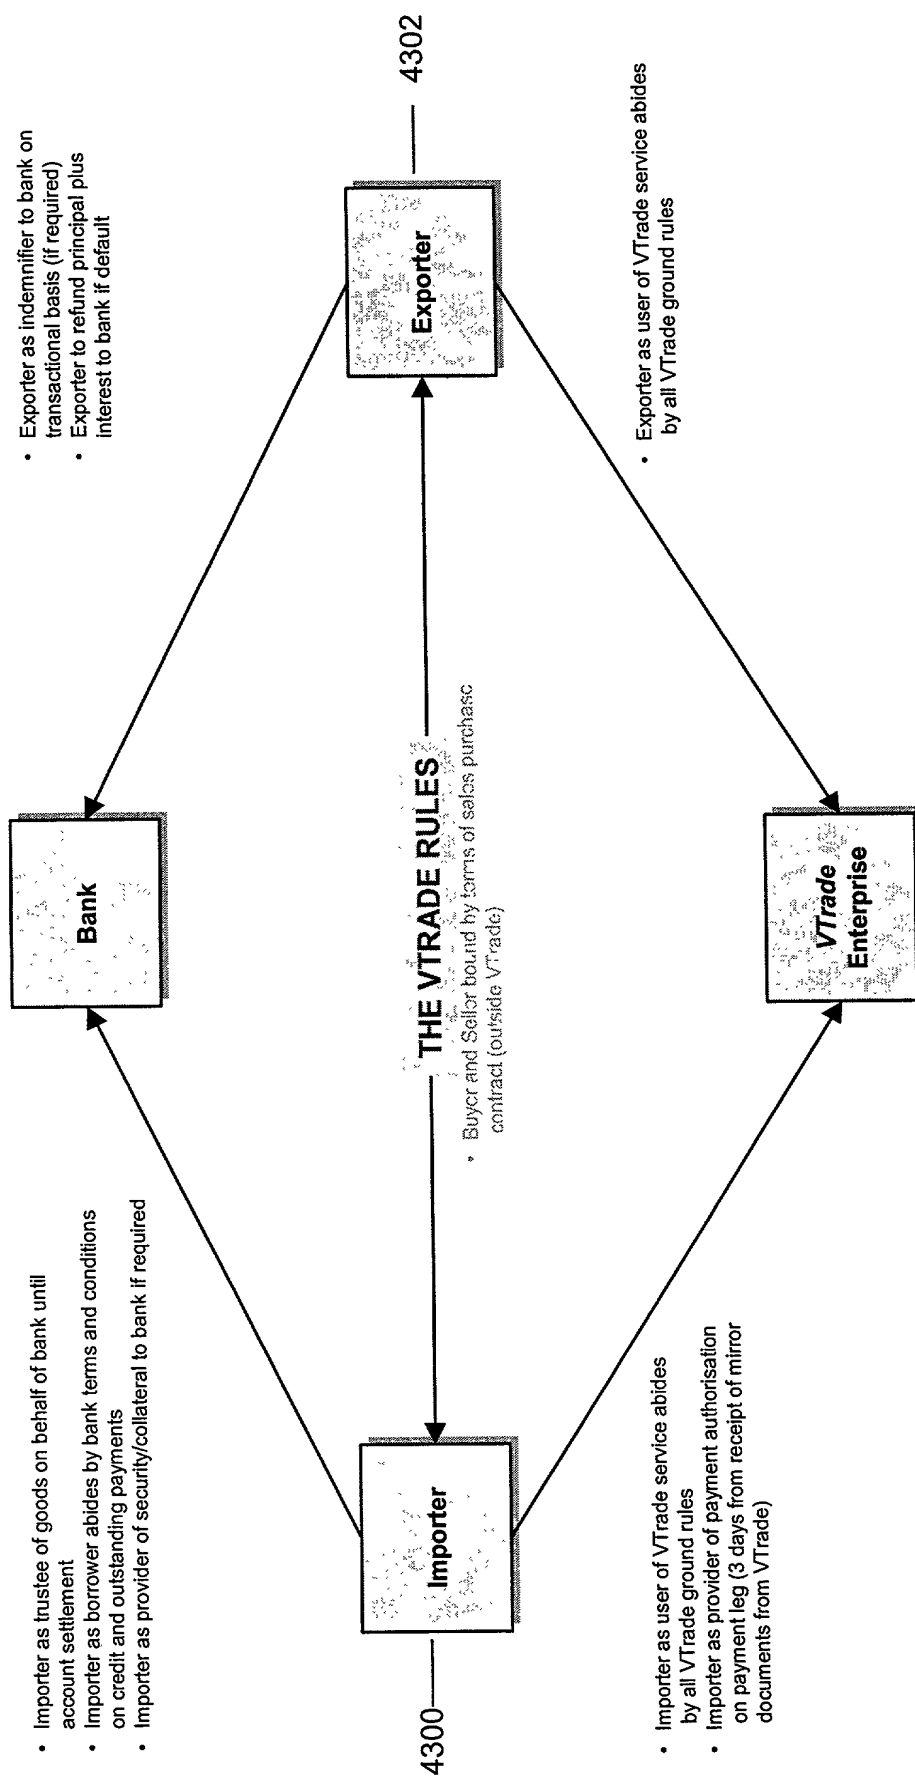 • Importer as trustee of goods on behalf of bank until
account settlement
• Importer as borrower abides by bank terms and conditions
on credit and outstanding payments
• Importer as provider of security/collateral to bank if required
Bank
• Exporter as indemnifier to bank on
transactional basis (if required)
• Exporter to refund principal plus
interest to bank if default
4300
Importer
THE VTRADE RULES
• Buyer and Seller bound by terms of sales purchase
contract (outside VTrade)
Exporter
4302
• Importer as user of VTrade service abides
by all VTrade ground rules
• Importer as provider of payment authorisation
on payment leg (3 days from receipt of mirror
documents from VTrade)
VTrade
Enterprise
• Exporter as user of VTrade service abides
by all VTrade ground rules